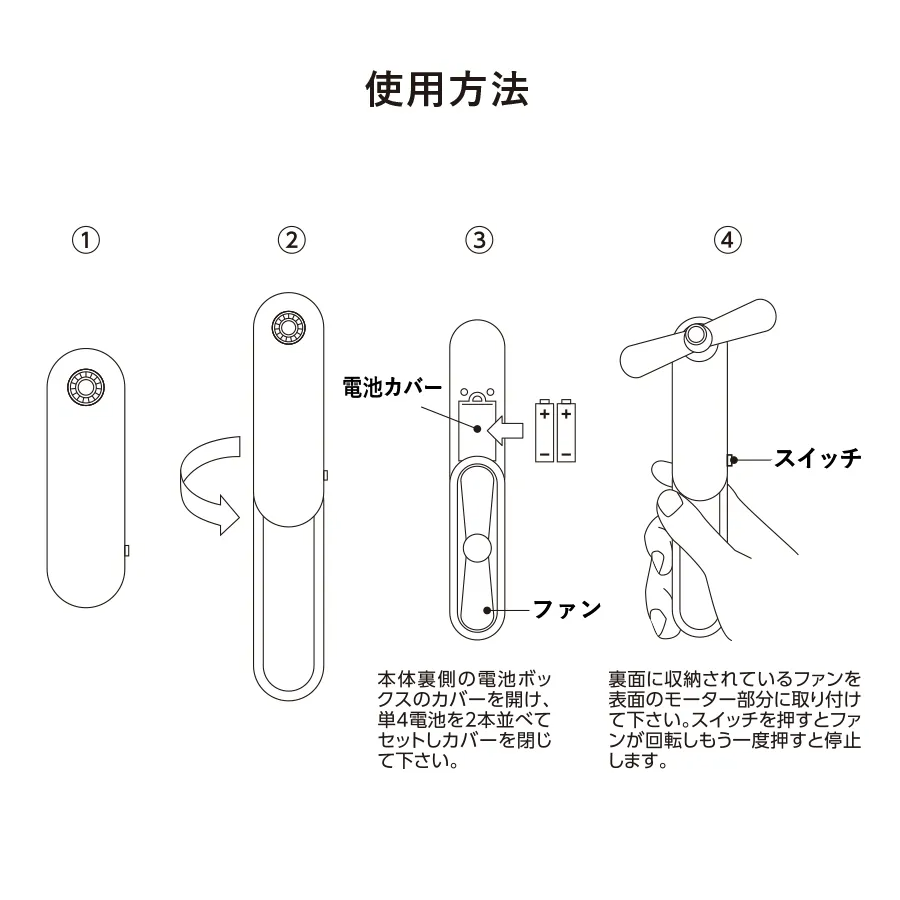 使用方法
①
②
③
④
電池カバー
スイッチ
ファン
本体裏側の電池ボッ
クスのカバーを開け、
単4電池を2本並べて
セットしカバーを閉じ
て下さい。
裏面に収納されているファンを
表面のモーター部分に取り付け
て下さい。スイッチを押すとファ
ンが回転しもう一度押すと停止
します。